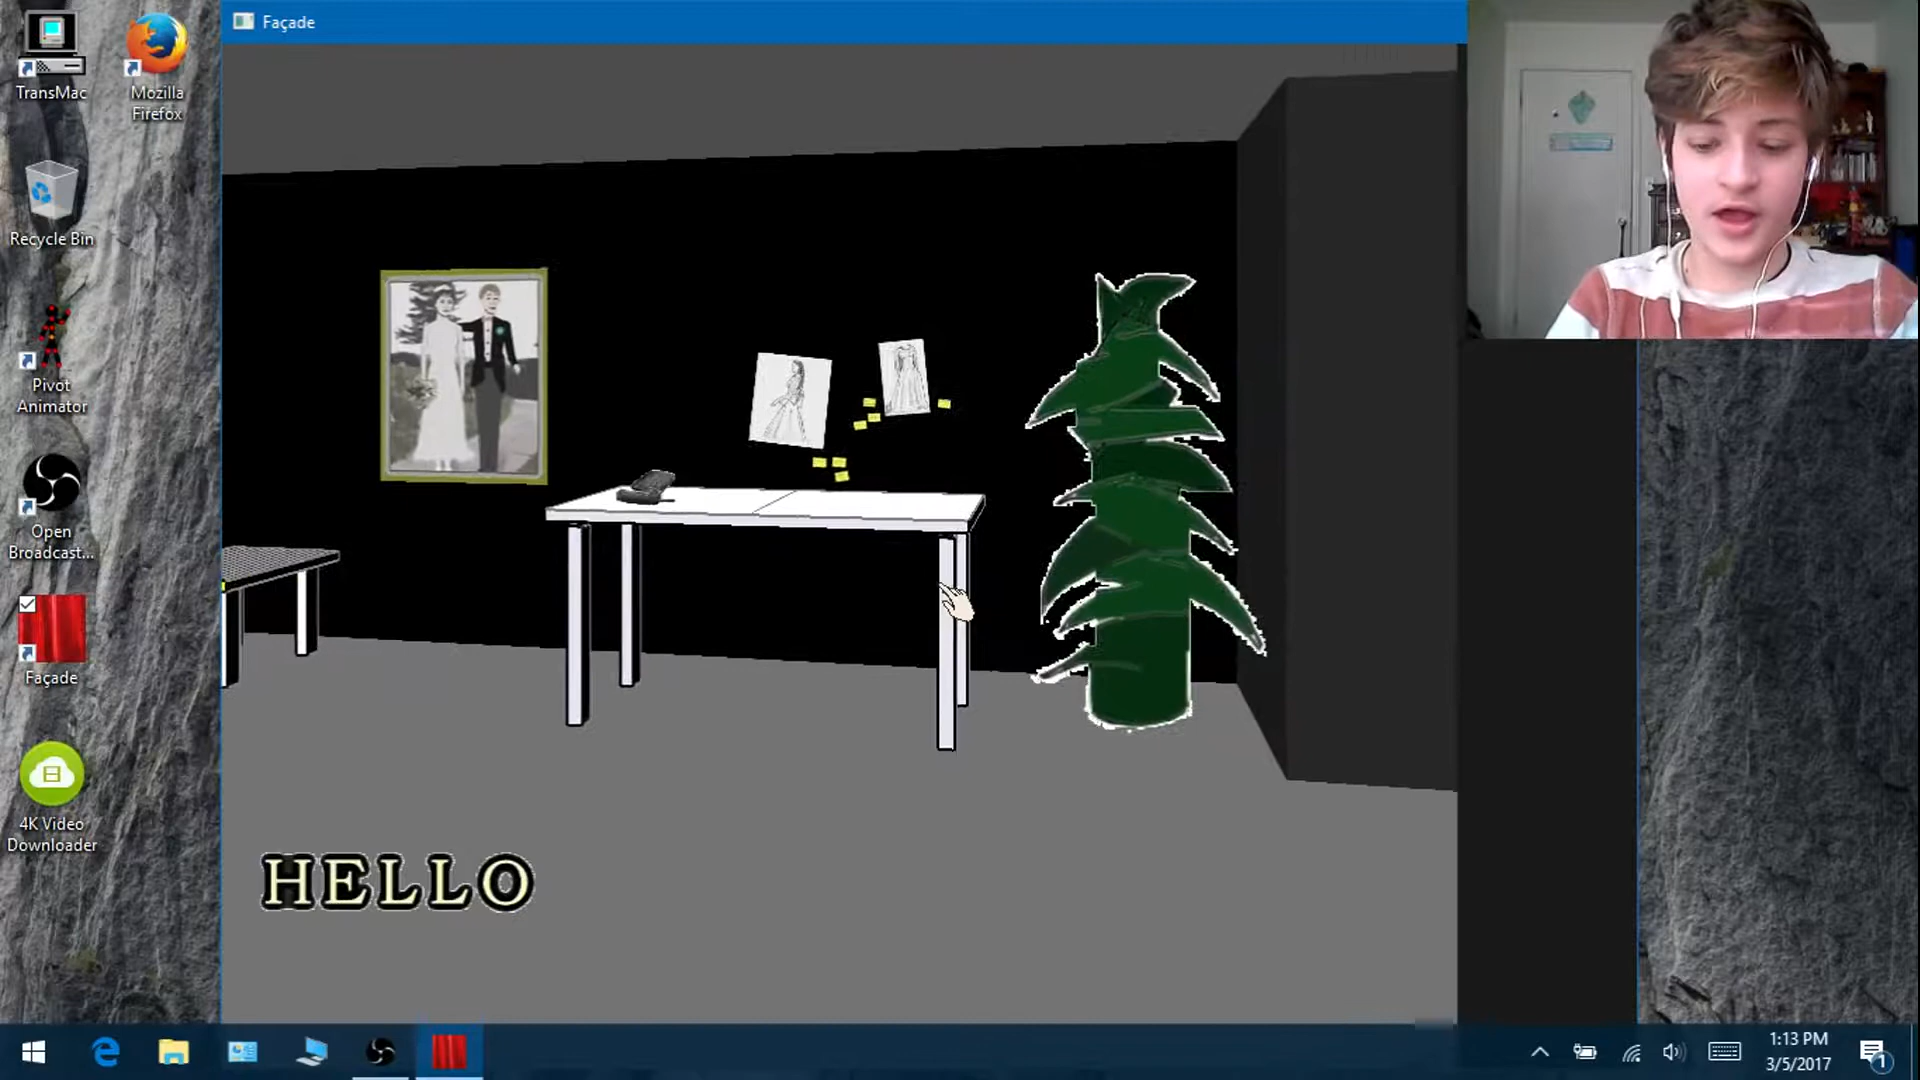 Façade
TransMac
Mozilla
Firefox
Recycle Bin
Pivot
Animator
Open
Broadcast...
Façade
4K Video
Downloader
HELLO
1:13 PM
3/5/2017
1